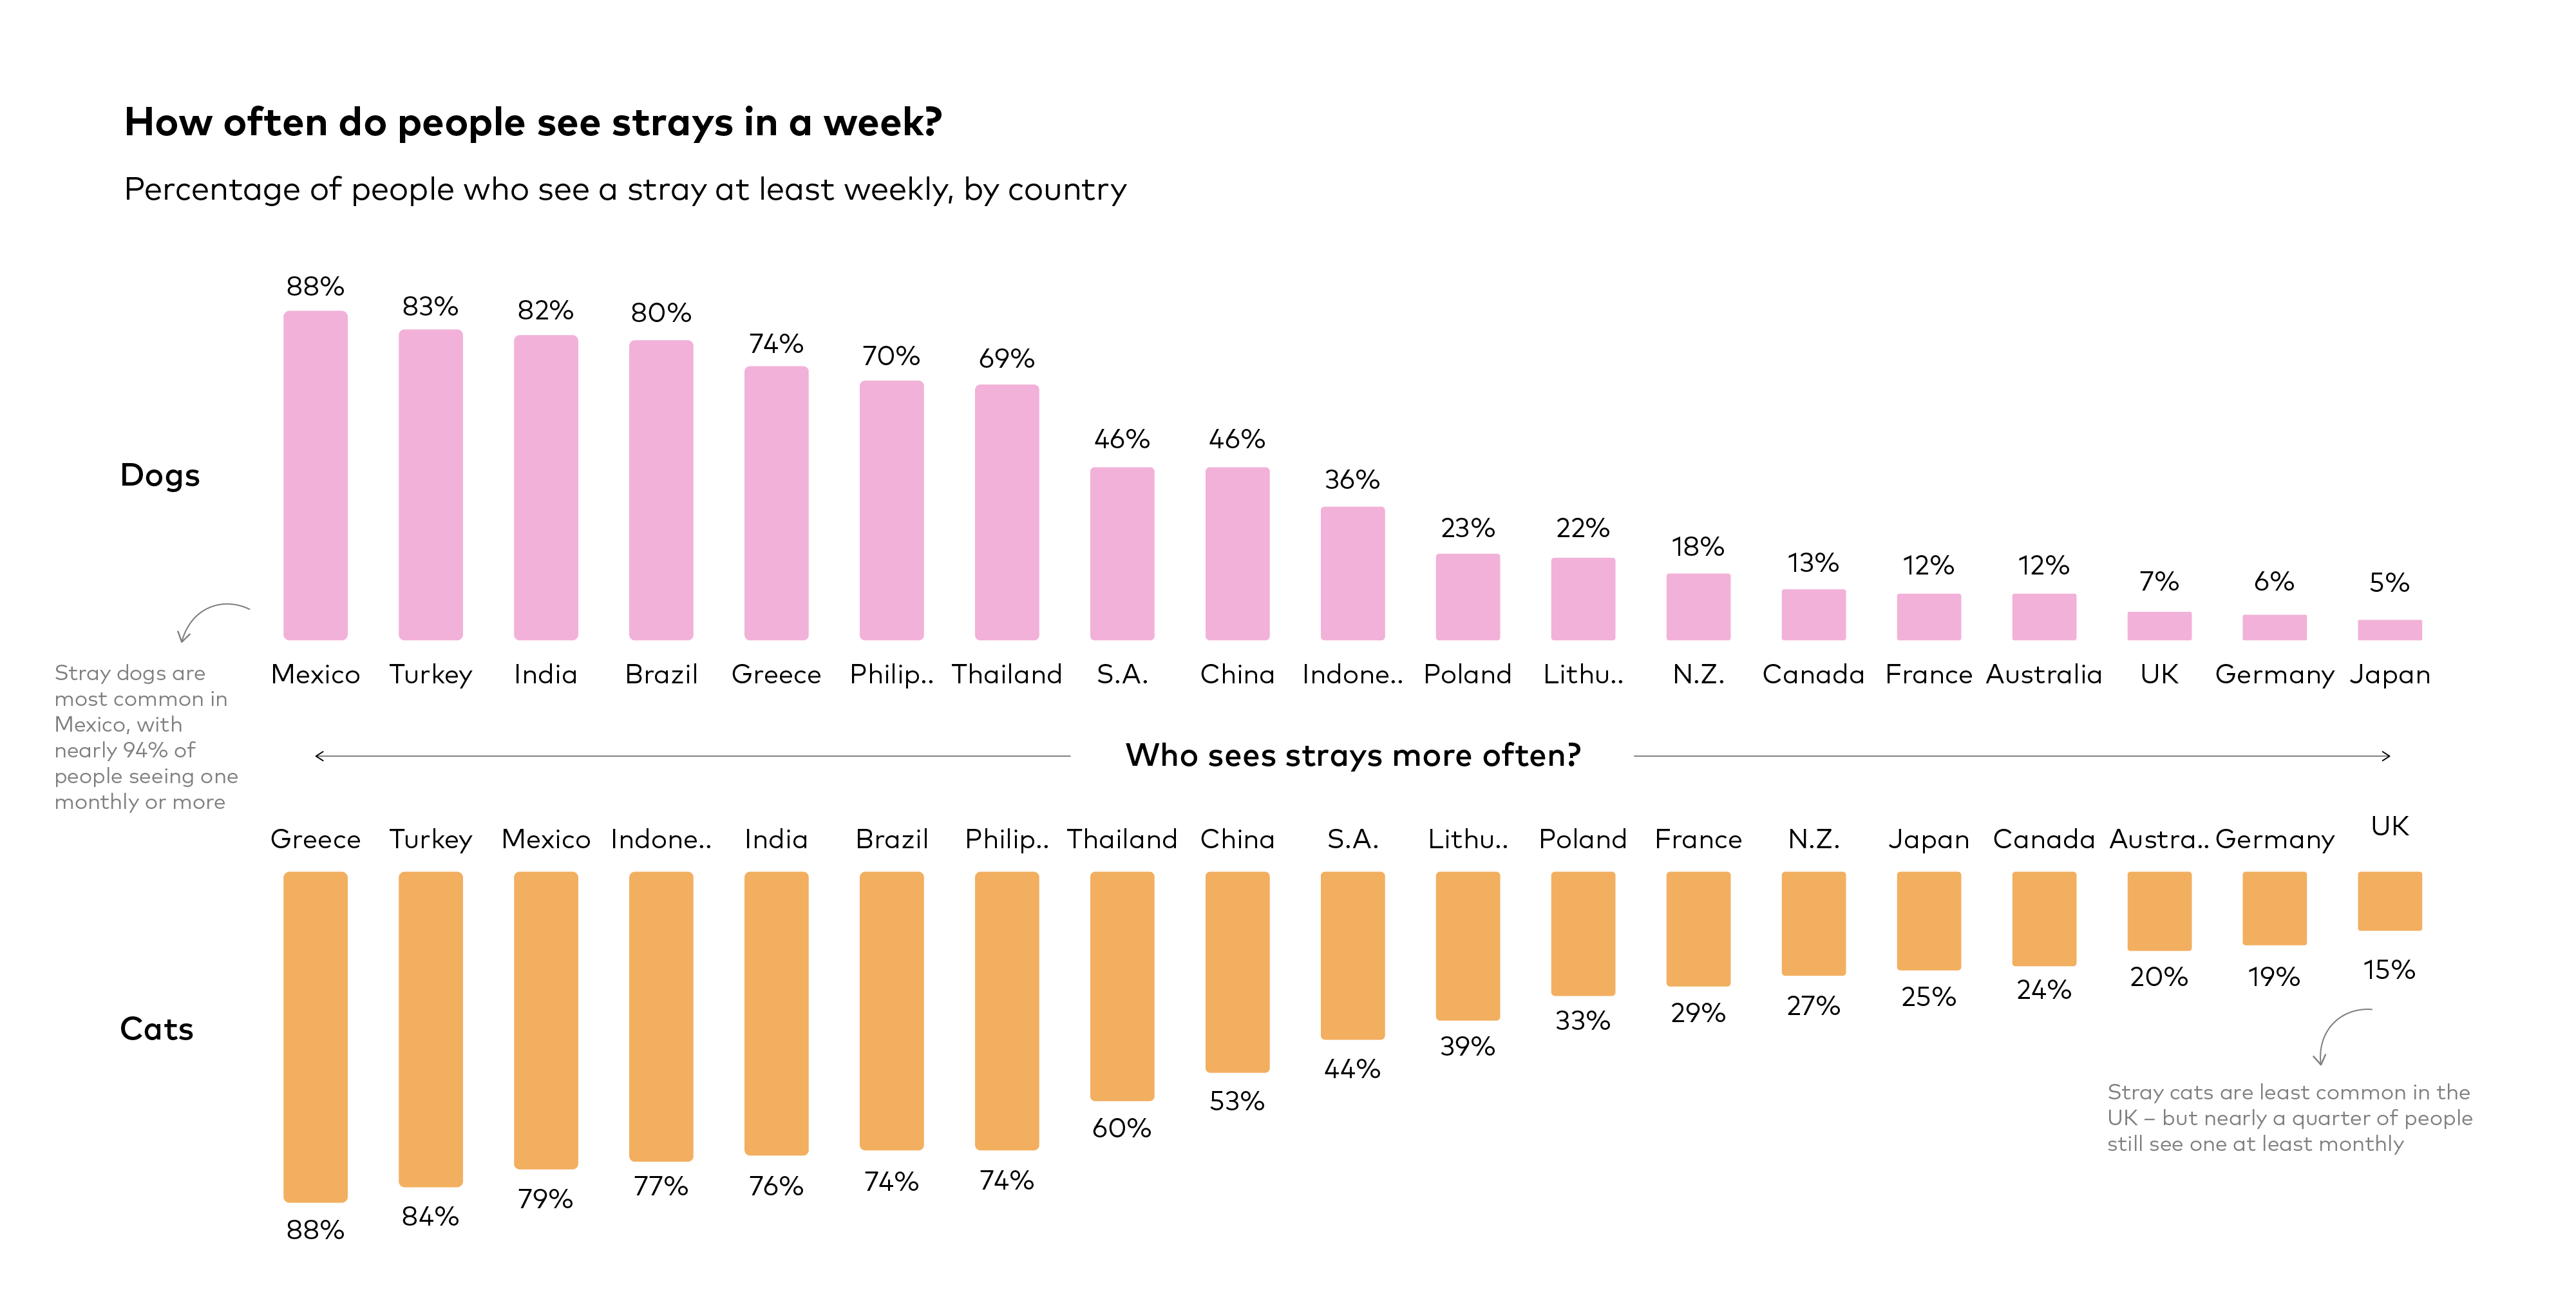 How often do people see strays in a week?
Percentage of people who see a stray at least weekly, by country
88% 83% 82% 80% 74% 70% 69% 46% 46% 36% 23% 22% 18% 13% 12% 12% 7% 6% 5%
Dogs
Mexico Turkey India Brazil Greece Philip.. Thailand S.A. China Indone.. Poland Lithu.. N.Z. Canada France Australia UK Germany Japan
Stray dogs are
most common in
Mexico, with
nearly 94% of
people seeing one
monthly or more
Who sees strays more often?
Greece Turkey Mexico Indone.. India Brazil Philip.. Thailand China S.A. Lithu.. Poland France N.Z. Japan Canada Austra.. Germany UK
Cats
88% 84% 79% 77% 76% 74% 74% 60% 53% 44% 39% 33% 29% 27% 25% 24% 20% 19% 15%
Stray cats are least common in the
UK – but nearly a quarter of people
still see one at least monthly